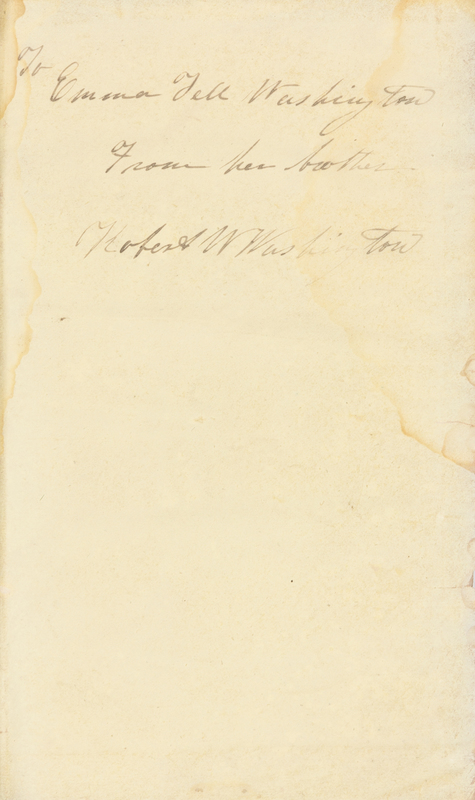 To
Emma Tell Washington
From her brother
Robert W Washington